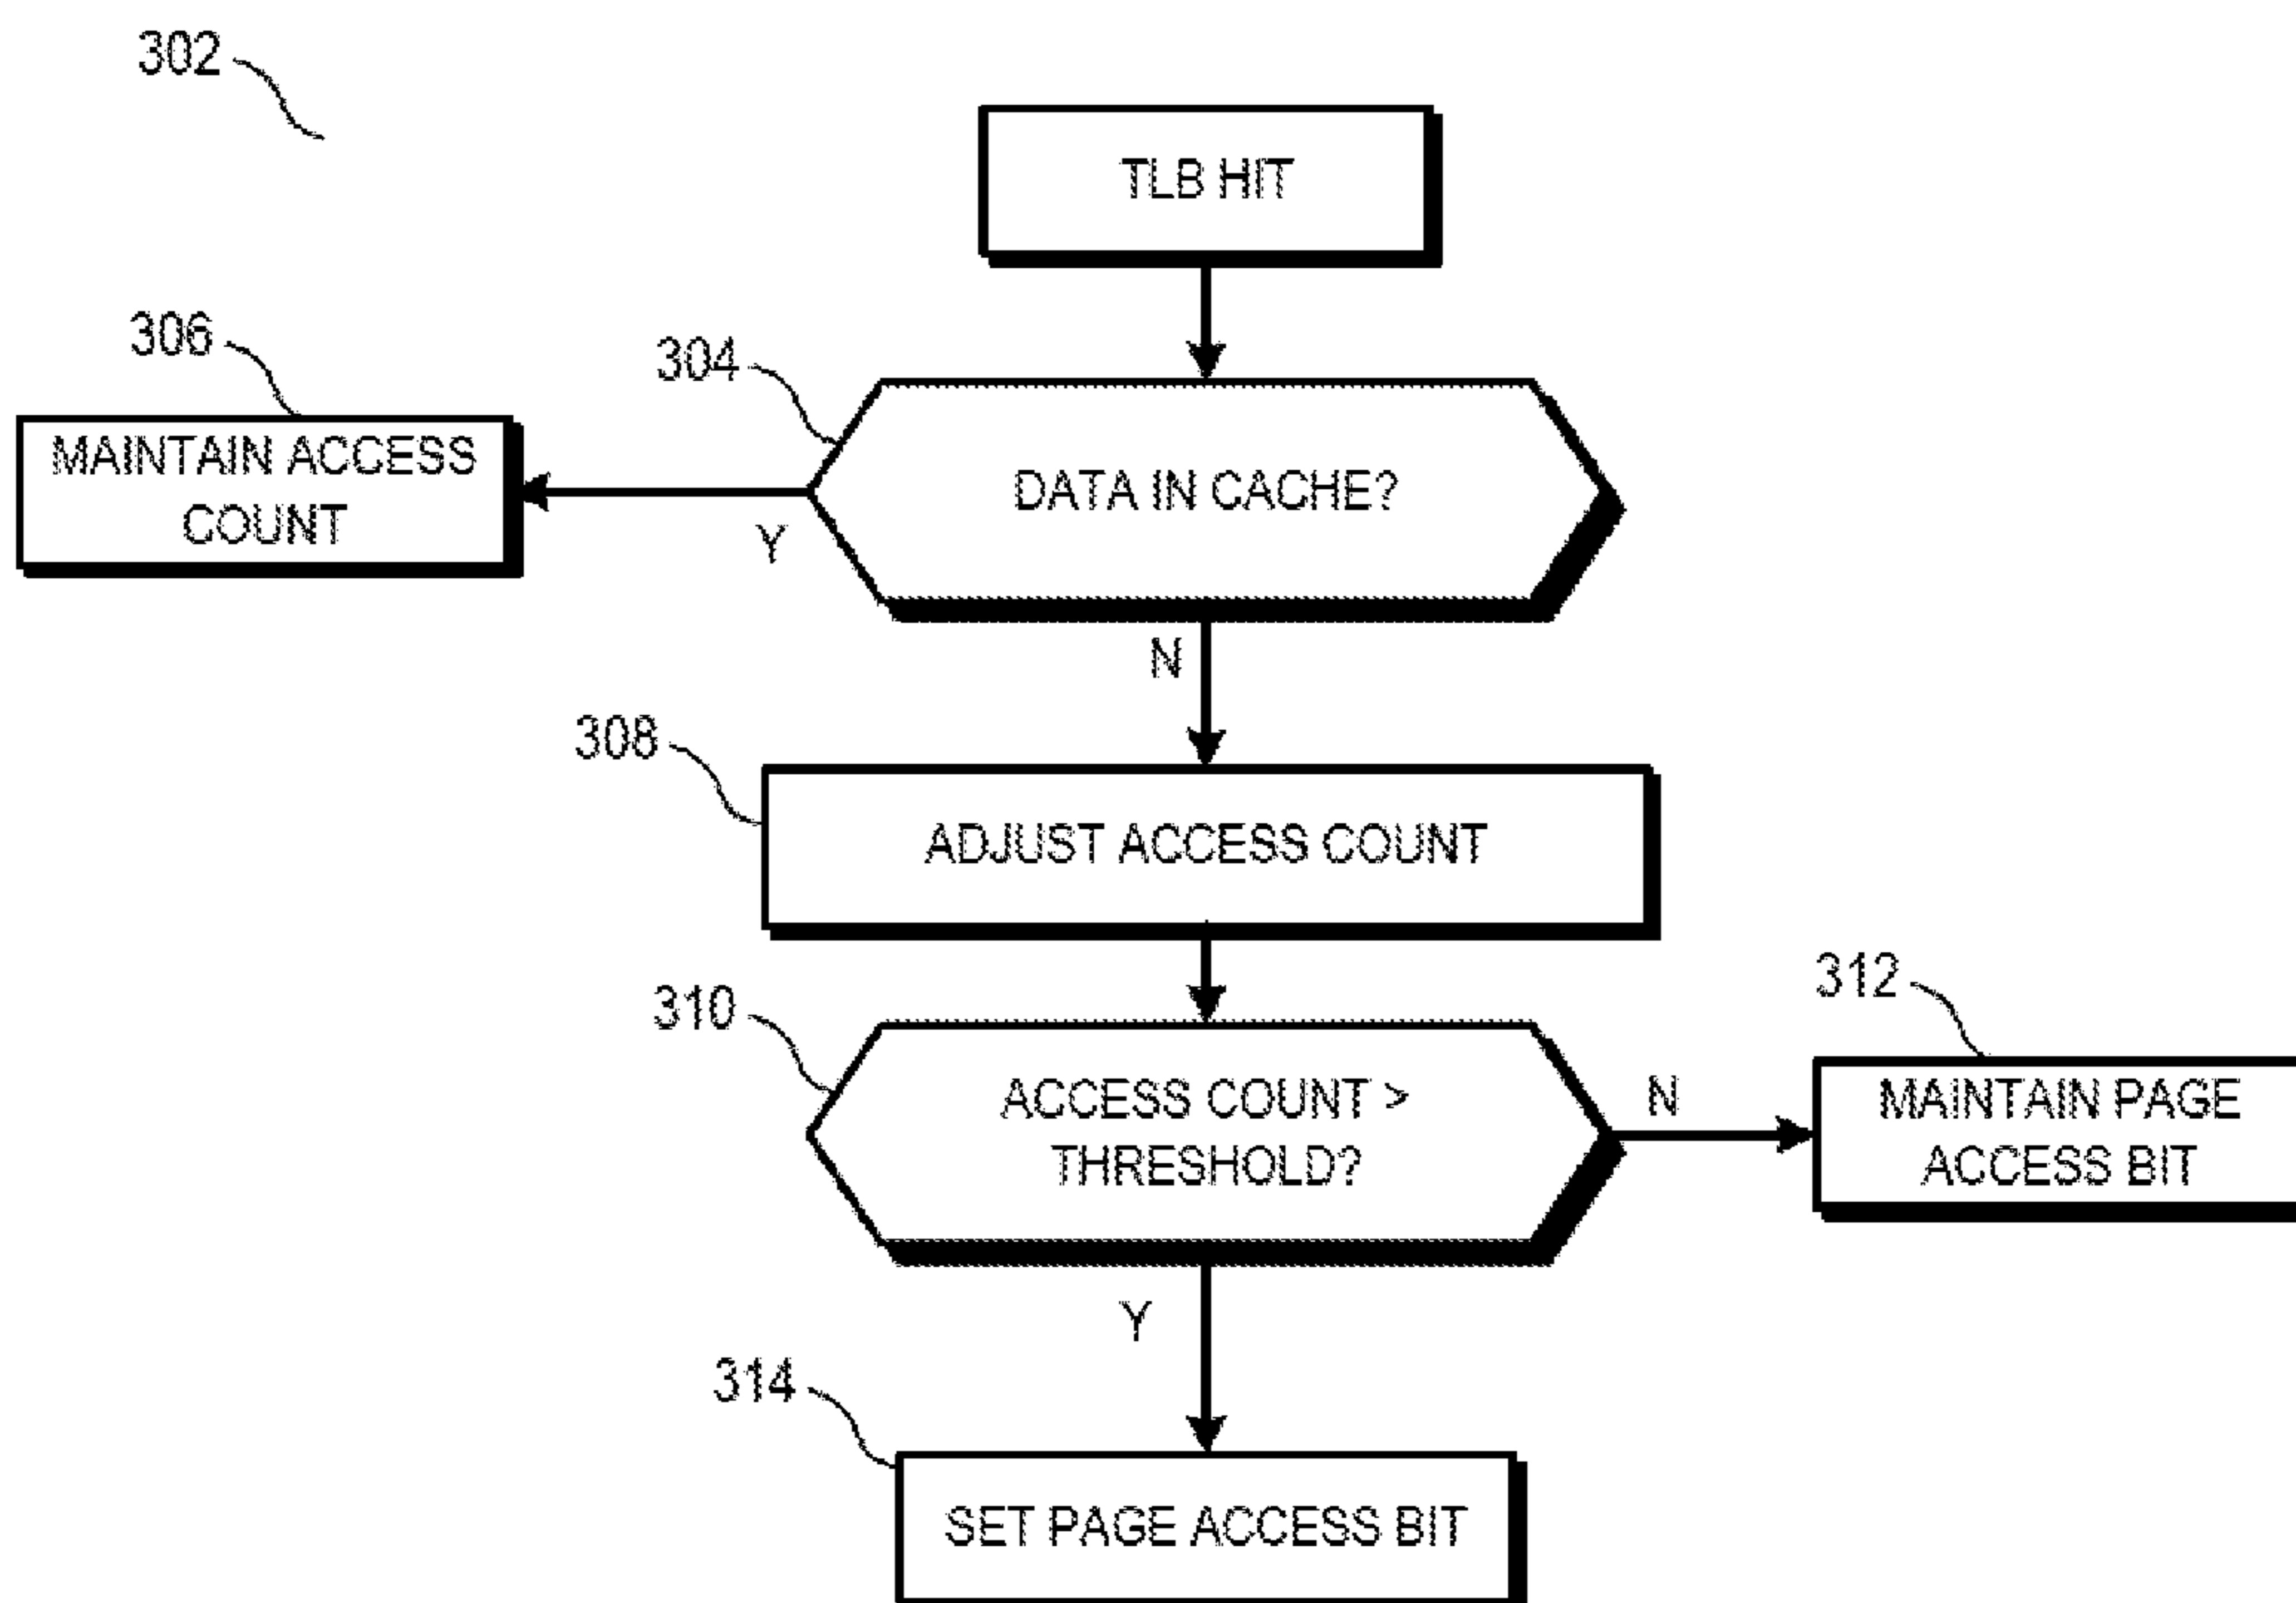 302
TLB HIT
306
304
MAINTAIN ACCESS
COUNT
DATA IN CACHE?
Y
N
308
ADJUST ACCESS COUNT
310
312
ACCESS COUNT >
THRESHOLD?
N
MAINTAIN PAGE
ACCESS BIT
Y
314
SET PAGE ACCESS BIT